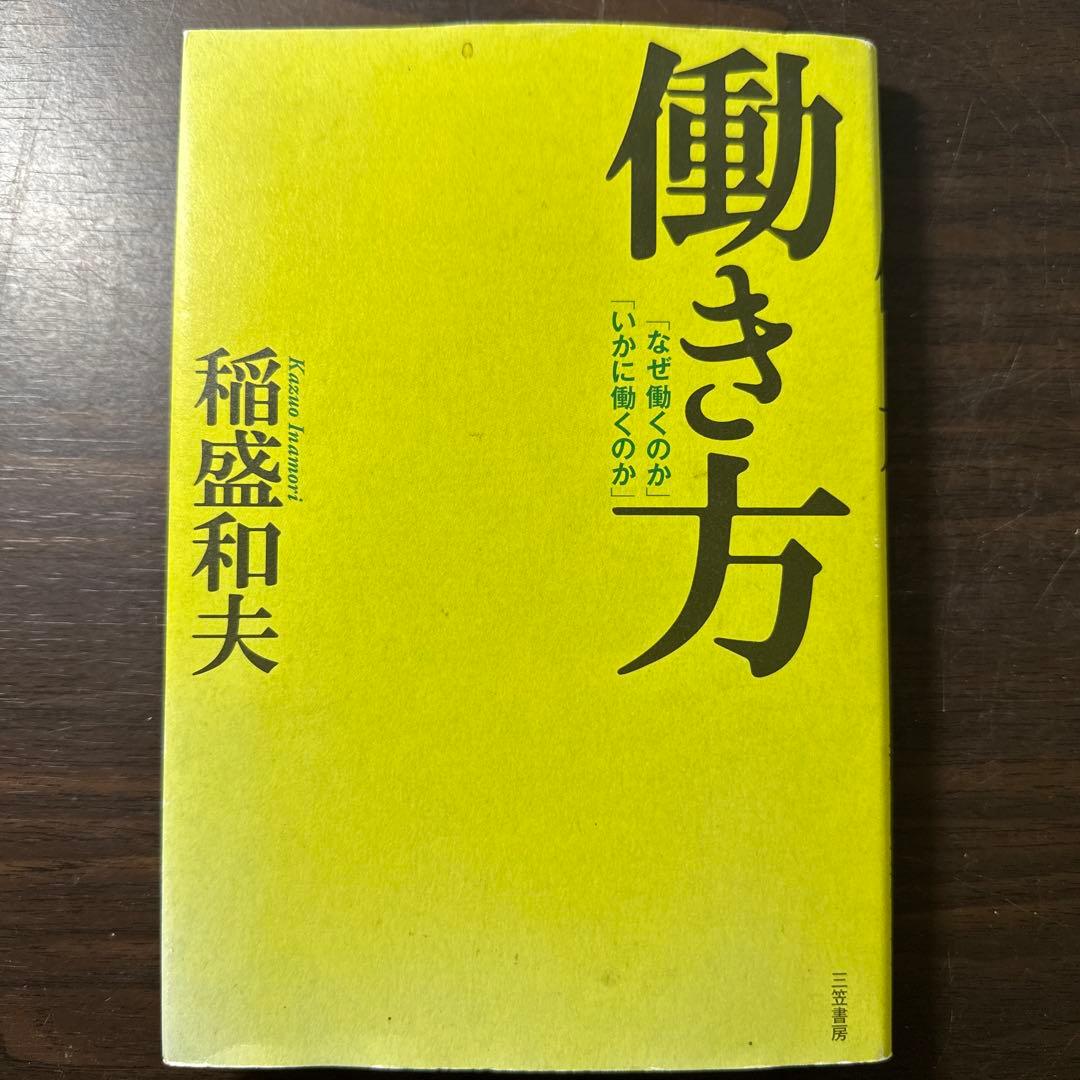 働き方
「なぜ働くのか」
「いかに働くのか」
Kazuo Inamori
稲盛和夫
三笠書房